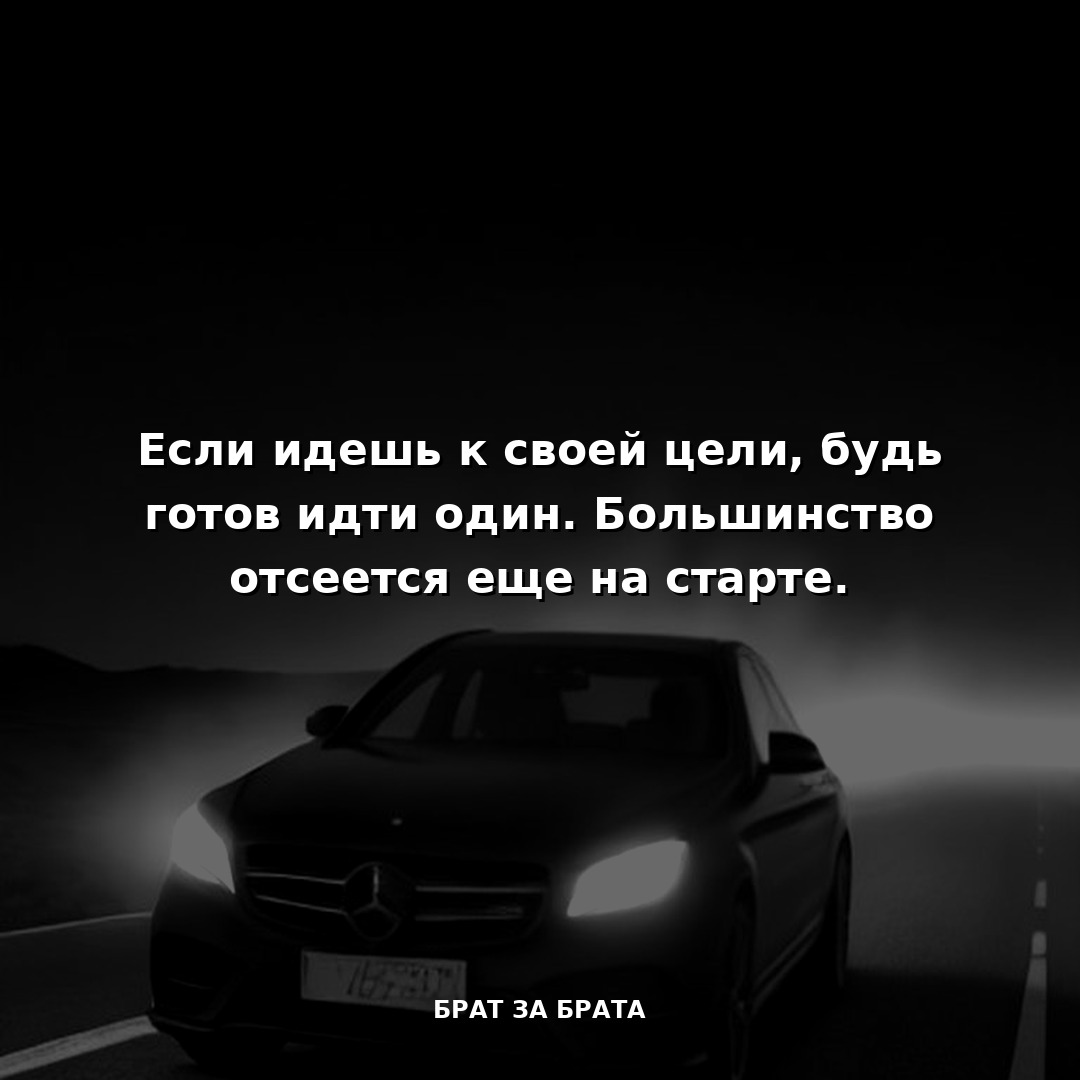 Если идешь к своей цели, будь
готов идти один. Большинство
отсеется еще на старте.
БРАТ ЗА БРАТА